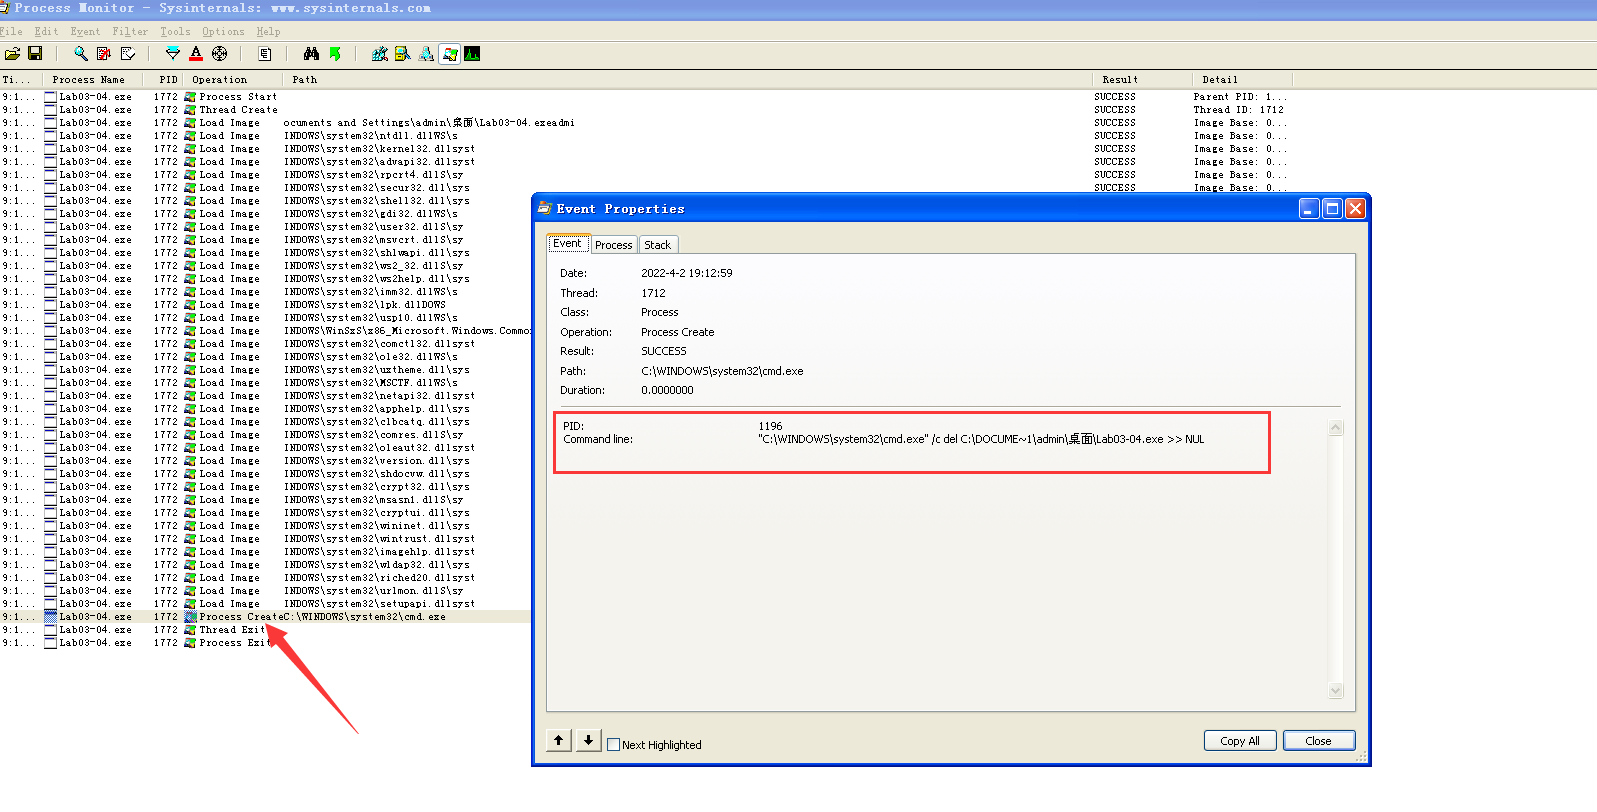 Process Monitor - Sysinternals: www.sysinternals.com
File Edit Event Filter Tools Options Help
Ti... Process Name PID Operation Path Result Detail
9:1... Lab03-04.exe 1772 Process Start SUCCESS Parent PID: 1...
9:1... Lab03-04.exe 1772 Thread Create SUCCESS Thread ID: 1712
9:1... Lab03-04.exe 1772 Load Image ocuments and Settings\admin\桌面\Lab03-04.exeadmi SUCCESS Image Base: 0...
9:1... Lab03-04.exe 1772 Load Image INDOWS\system32\ntdll.dllWS\s SUCCESS Image Base: 0...
9:1... Lab03-04.exe 1772 Load Image INDOWS\system32\kernel32.dllsyst SUCCESS Image Base: 0...
9:1... Lab03-04.exe 1772 Load Image INDOWS\system32\advapi32.dllsyst SUCCESS Image Base: 0...
9:1... Lab03-04.exe 1772 Load Image INDOWS\system32\rpcrt4.dllS\sy SUCCESS Image Base: 0...
9:1... Lab03-04.exe 1772 Load Image INDOWS\system32\secur32.dll\sys SUCCESS Image Base: 0...
9:1... Lab03-04.exe 1772 Load Image INDOWS\system32\shell32.dll\sys
9:1... Lab03-04.exe 1772 Load Image INDOWS\system32\gdi32.dllWS\s
9:1... Lab03-04.exe 1772 Load Image INDOWS\system32\user32.dllS\sy
9:1... Lab03-04.exe 1772 Load Image INDOWS\system32\msvcrt.dllS\sy
9:1... Lab03-04.exe 1772 Load Image INDOWS\system32\shlwapi.dll\sys
9:1... Lab03-04.exe 1772 Load Image INDOWS\system32\ws2_32.dllS\sy
9:1... Lab03-04.exe 1772 Load Image INDOWS\system32\ws2help.dll\sys
9:1... Lab03-04.exe 1772 Load Image INDOWS\system32\imm32.dllWS\s
9:1... Lab03-04.exe 1772 Load Image INDOWS\system32\lpk.dllDOWS
9:1... Lab03-04.exe 1772 Load Image INDOWS\system32\usp10.dllWS\s
9:1... Lab03-04.exe 1772 Load Image INDOWS\WinSxS\x86_Microsoft.Windows.Common
9:1... Lab03-04.exe 1772 Load Image INDOWS\system32\comctl32.dllsyst
9:1... Lab03-04.exe 1772 Load Image INDOWS\system32\ole32.dllWS\s
9:1... Lab03-04.exe 1772 Load Image INDOWS\system32\uxtheme.dll\sys
9:1... Lab03-04.exe 1772 Load Image INDOWS\system32\MSCTF.dllWS\s
9:1... Lab03-04.exe 1772 Load Image INDOWS\system32\netapi32.dllsyst
9:1... Lab03-04.exe 1772 Load Image INDOWS\system32\apphelp.dll\sys
9:1... Lab03-04.exe 1772 Load Image INDOWS\system32\clbcatq.dll\sys
9:1... Lab03-04.exe 1772 Load Image INDOWS\system32\comres.dllS\sy
9:1... Lab03-04.exe 1772 Load Image INDOWS\system32\oleaut32.dllsyst
9:1... Lab03-04.exe 1772 Load Image INDOWS\system32\version.dll\sys
9:1... Lab03-04.exe 1772 Load Image INDOWS\system32\shdocvw.dll\sys
9:1... Lab03-04.exe 1772 Load Image INDOWS\system32\crypt32.dll\sys
9:1... Lab03-04.exe 1772 Load Image INDOWS\system32\msasn1.dllS\sy
9:1... Lab03-04.exe 1772 Load Image INDOWS\system32\cryptui.dll\sys
9:1... Lab03-04.exe 1772 Load Image INDOWS\system32\wininet.dll\sys
9:1... Lab03-04.exe 1772 Load Image INDOWS\system32\wintrust.dllsyst
9:1... Lab03-04.exe 1772 Load Image INDOWS\system32\imagehlp.dllsyst
9:1... Lab03-04.exe 1772 Load Image INDOWS\system32\wldap32.dll\sys
9:1... Lab03-04.exe 1772 Load Image INDOWS\system32\riched20.dllsyst
9:1... Lab03-04.exe 1772 Load Image INDOWS\system32\urlmon.dllS\sy
9:1... Lab03-04.exe 1772 Load Image INDOWS\system32\setupapi.dllsyst
9:1... Lab03-04.exe 1772 Process CreateC:\WINDOWS\system32\cmd.exe
9:1... Lab03-04.exe 1772 Thread Exit
9:1... Lab03-04.exe 1772 Process Exit
Event Properties
Event Process Stack
Date: 2022-4-2 19:12:59
Thread: 1712
Class: Process
Operation: Process Create
Result: SUCCESS
Path: C:\WINDOWS\system32\cmd.exe
Duration: 0.0000000
PID: 1196
Command line: "C:\WINDOWS\system32\cmd.exe" /c del C:\DOCUME~1\admin\桌面\Lab03-04.exe >> NUL
Next Highlighted Copy All Close